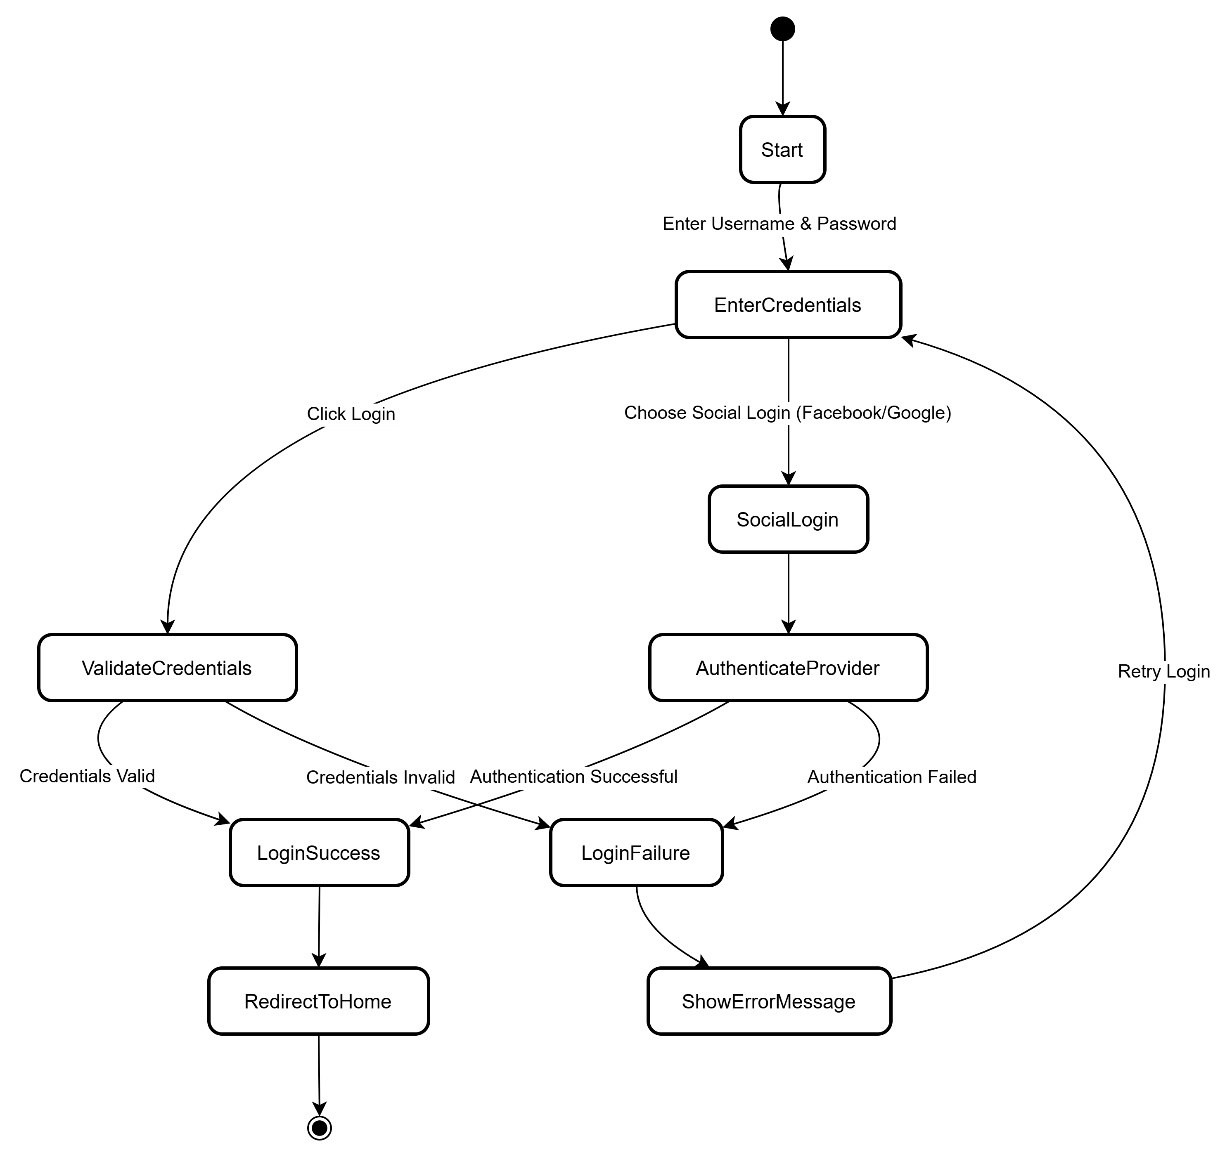 Start
Enter Username & Password
EnterCredentials
Click Login
Choose Social Login (Facebook/Google)
SocialLogin
ValidateCredentials
AuthenticateProvider
Retry Login
Credentials Valid
Credentials Invalid
Authentication Successful
Authentication Failed
LoginSuccess
LoginFailure
RedirectToHome
ShowErrorMessage